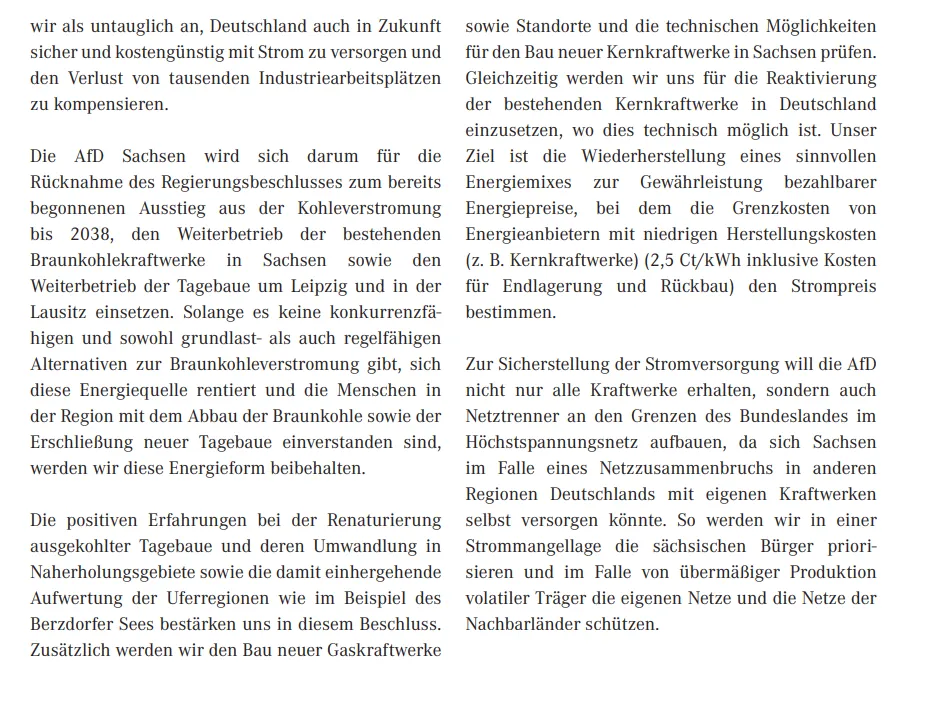 wir als untauglich an, Deutschland auch in Zukunft
sicher und kostengünstig mit Strom zu versorgen und
den Verlust von tausenden Industriearbeitsplätzen
zu kompensieren.
Die AfD Sachsen wird sich darum für die
Rücknahme des Regierungsbeschlusses zum bereits
begonnenen Ausstieg aus der Kohleverstromung
bis 2038, den Weiterbetrieb der bestehenden
Braunkohlekraftwerke in Sachsen sowie den
Weiterbetrieb der Tagebaue um Leipzig und in der
Lausitz einsetzen. Solange es keine konkurrenzfä-
higen und sowohl grundlast- als auch regelfähigen
Alternativen zur Braunkohleverstromung gibt, sich
diese Energiequelle rentiert und die Menschen in
der Region mit dem Abbau der Braunkohle sowie der
Erschließung neuer Tagebaue einverstanden sind,
werden wir diese Energieform beibehalten.
Die positiven Erfahrungen bei der Renaturierung
ausgekohlter Tagebaue und deren Umwandlung in
Naherholungsgebiete sowie die damit einhergehende
Aufwertung der Uferregionen wie im Beispiel des
Berzdorfer Sees bestärken uns in diesem Beschluss.
Zusätzlich werden wir den Bau neuer Gaskraftwerke
sowie Standorte und die technischen Möglichkeiten
für den Bau neuer Kernkraftwerke in Sachsen prüfen.
Gleichzeitig werden wir uns für die Reaktivierung
der bestehenden Kernkraftwerke in Deutschland
einzusetzen, wo dies technisch möglich ist. Unser
Ziel ist die Wiederherstellung eines sinnvollen
Energiemixes zur Gewährleistung bezahlbarer
Energiepreise, bei dem die Grenzkosten von
Energieanbietern mit niedrigen Herstellungskosten
(z. B. Kernkraftwerke) (2,5 Ct/kWh inklusive Kosten
für Endlagerung und Rückbau) den Strompreis
bestimmen.
Zur Sicherstellung der Stromversorgung will die AfD
nicht nur alle Kraftwerke erhalten, sondern auch
Netztrenner an den Grenzen des Bundeslandes im
Höchstspannungsnetz aufbauen, da sich Sachsen
im Falle eines Netzzusammenbruchs in anderen
Regionen Deutschlands mit eigenen Kraftwerken
selbst versorgen könnte. So werden wir in einer
Strommangellage die sächsischen Bürger priori-
sieren und im Falle von übermäßiger Produktion
volatiler Träger die eigenen Netze und die Netze der
Nachbarländer schützen.